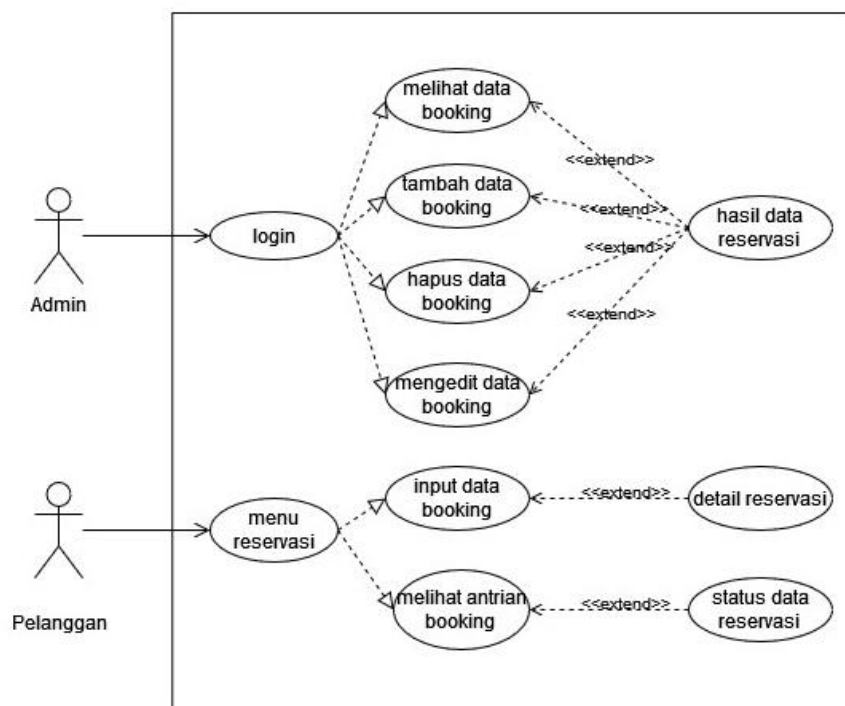 melihat data
booking
<<extend>>
tambah data
booking
<<extend>>
hasil data
reservasi
login
<<extend>>
hapus data
booking
Admin
<<extend>>
mengedit data
booking
input data
booking
<<extend>>
detail reservasi
menu
reservasi
melihat antrian
booking
<<extend>>
status data
reservasi
Pelanggan